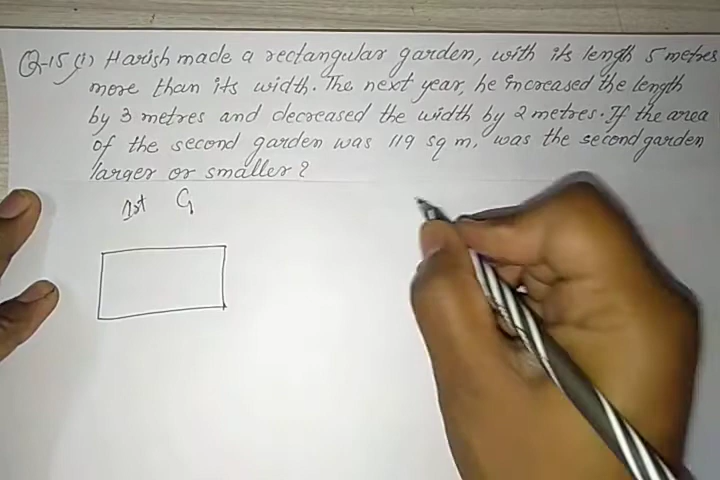 Q-15(i) Harish made a rectangular garden, with its length 5 metres
more than its width. The next year, he increased the length
by 3 metres and decreased the width by 2 metres. If the area
of the second garden was 119 sq m, was the second garden
larger or smaller?
1st G